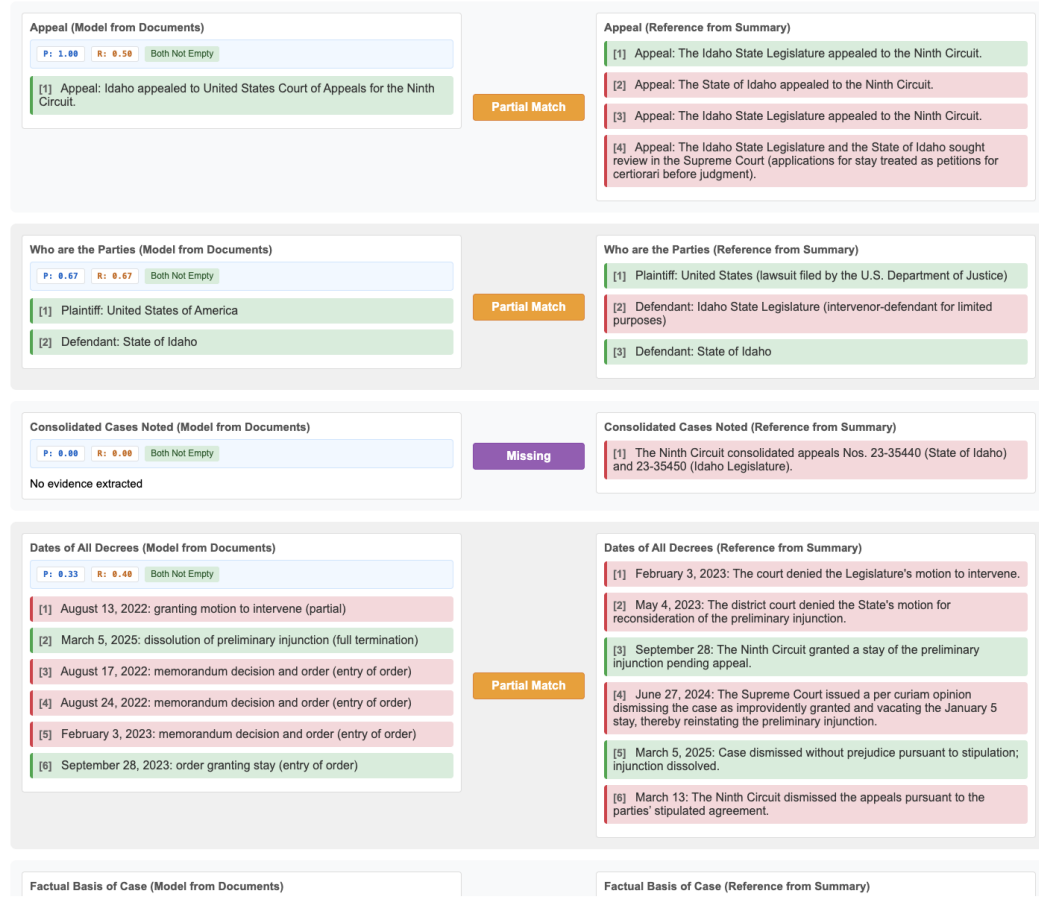 Appeal (Model from Documents)
P: 1.00 R: 0.50 Both Not Empty
[1] Appeal: Idaho appealed to United States Court of Appeals for the Ninth
Circuit.
Partial Match
Appeal (Reference from Summary)
[1] Appeal: The Idaho State Legislature appealed to the Ninth Circuit.
[2] Appeal: The State of Idaho appealed to the Ninth Circuit.
[3] Appeal: The Idaho State Legislature appealed to the Ninth Circuit.
[4] Appeal: The Idaho State Legislature and the State of Idaho sought
review in the Supreme Court (applications for stay treated as petitions for
certiorari before judgment).
Who are the Parties (Model from Documents)
P: 0.67 R: 0.67 Both Not Empty
[1] Plaintiff: United States of America
[2] Defendant: State of Idaho
Partial Match
Who are the Parties (Reference from Summary)
[1] Plaintiff: United States (lawsuit filed by the U.S. Department of Justice)
[2] Defendant: Idaho State Legislature (intervenor-defendant for limited
purposes)
[3] Defendant: State of Idaho
Consolidated Cases Noted (Model from Documents)
P: 0.00 R: 0.00 Both Not Empty
No evidence extracted
Missing
Consolidated Cases Noted (Reference from Summary)
[1] The Ninth Circuit consolidated appeals Nos. 23-35440 (State of Idaho)
and 23-35450 (Idaho Legislature).
Dates of All Decrees (Model from Documents)
P: 0.33 R: 0.40 Both Not Empty
[1] August 13, 2022: granting motion to intervene (partial)
[2] March 5, 2025: dissolution of preliminary injunction (full termination)
[3] August 17, 2022: memorandum decision and order (entry of order)
[4] August 24, 2022: memorandum decision and order (entry of order)
[5] February 3, 2023: memorandum decision and order (entry of order)
[6] September 28, 2023: order granting stay (entry of order)
Partial Match
Dates of All Decrees (Reference from Summary)
[1] February 3, 2023: The court denied the Legislature's motion to intervene.
[2] May 4, 2023: The district court denied the State's motion for
reconsideration of the preliminary injunction.
[3] September 28: The Ninth Circuit granted a stay of the preliminary
injunction pending appeal.
[4] June 27, 2024: The Supreme Court issued a per curiam opinion
dismissing the case as improvidently granted and vacating the January 5
stay, thereby reinstating the preliminary injunction.
[5] March 5, 2025: Case dismissed without prejudice pursuant to stipulation;
injunction dissolved.
[6] March 13: The Ninth Circuit dismissed the appeals pursuant to the
parties' stipulated agreement.
Factual Basis of Case (Model from Documents)
Factual Basis of Case (Reference from Summary)